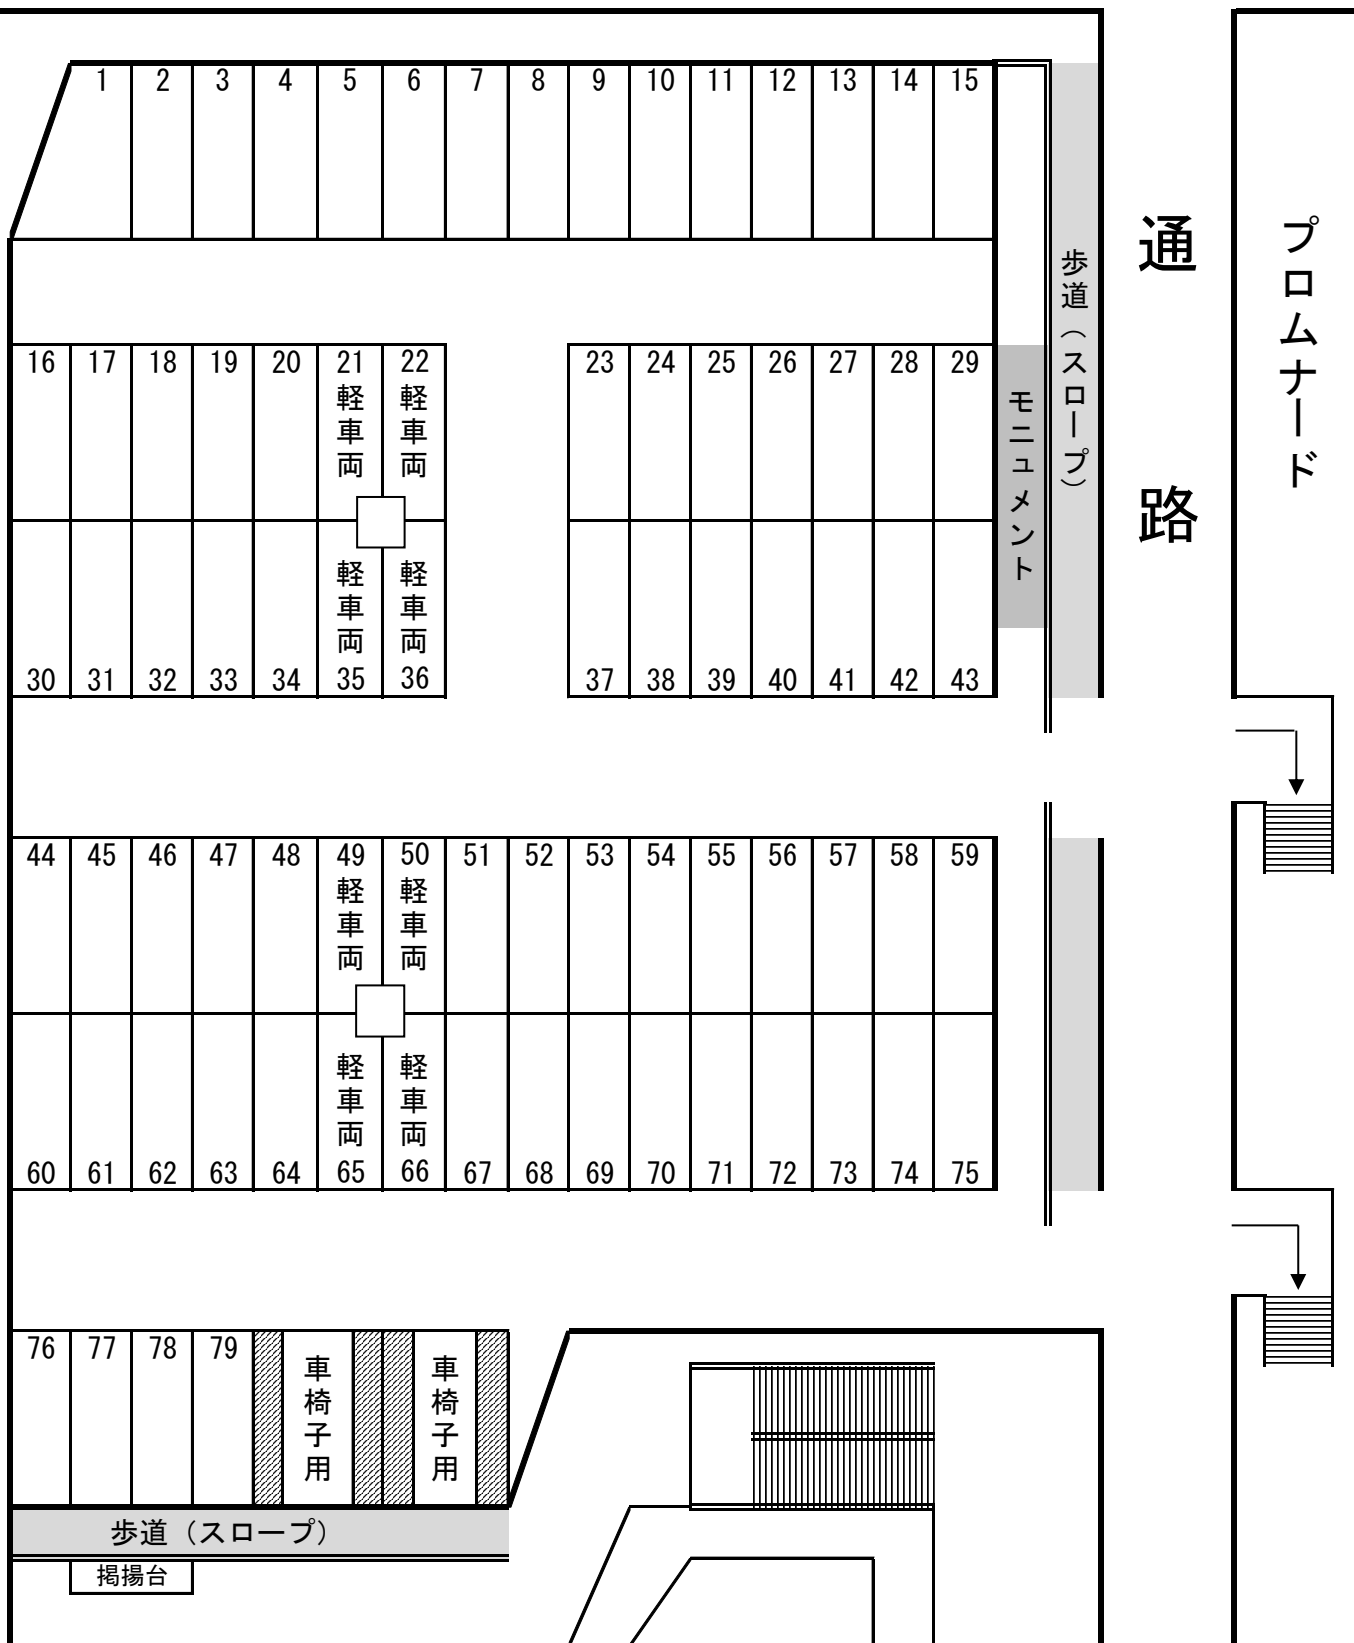 1 2 3 4 5 6 7 8 9 10 11 12 13 14 15
歩道（スロープ）
通路
プロムナード
16 17 18 19 20 21 22 23 24 25 26 27 28 29
軽車両 軽車両
モニュメント
軽車両 軽車両
30 31 32 33 34 35 36 37 38 39 40 41 42 43
44 45 46 47 48 49 50 51 52 53 54 55 56 57 58 59
軽車両 軽車両
軽車両 軽車両
60 61 62 63 64 65 66 67 68 69 70 71 72 73 74 75
76 77 78 79
車椅子用 車椅子用
歩道（スロープ）
掲揚台